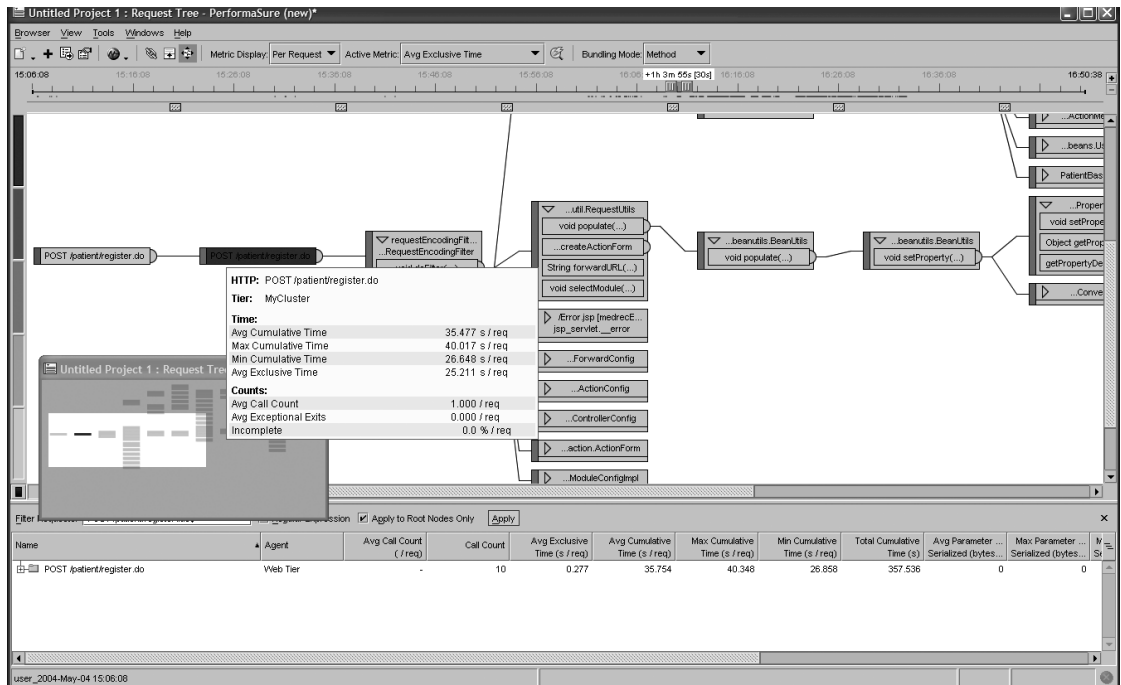 Untitled Project 1 : Request Tree - PerformaSure (new)*
Browser View Tools Windows Help
Metric Display: Per Request Active Metric: Avg Exclusive Time Bundling Mode: Method
15:06:08 15:16:08 15:26:08 15:36:08 15:46:08 15:56:08 16:06: +1h 3m 55s [30s] 16:16:08 16:26:08 16:36:08 16:50:38
...ActionMe
...beans.Us
PatientBas
...util.RequestUtils
void populate(...)
...createActionForm
String forwardURL(...)
void selectModule(...)
requestEncodingFilt...
...RequestEncodingFilter
void doFilter(...)
...beanutils.BeanUtils
void populate(...)
...beanutils.BeanUtils
void setProperty(...)
...Proper
void setPrope
Object getProp
getPropertyDe
...Conve
POST /patient/register.do
POST /patient/register.do
HTTP: POST /patient/register.do
Tier: MyCluster
Time:
Avg Cumulative Time 35.477 s / req
Max Cumulative Time 40.017 s / req
Min Cumulative Time 26.648 s / req
Avg Exclusive Time 25.211 s / req
Counts:
Avg Call Count 1.000 / req
Avg Exceptional Exits 0.000 / req
Incomplete 0.0 % / req
/Error.jsp [medrecE...
jsp_servlet.__error
...ForwardConfig
...ActionConfig
...ControllerConfig
...action.ActionForm
...ModuleConfigImpl
Untitled Project 1 : Request Tre
Filter Apply to Root Nodes Only Apply
Name Agent Avg Call Count ( / req) Call Count Avg Exclusive Time (s / req) Avg Cumulative Time (s / req) Max Cumulative Time (s / req) Min Cumulative Time (s / req) Total Cumulative Time (s) Avg Parameter ... Serialized (bytes... Max Parameter ... Serialized (bytes...
POST /patient/register.do Web Tier - 10 0.277 35.754 40.348 26.858 357.536 0 0
user_2004-May-04 15:06:08